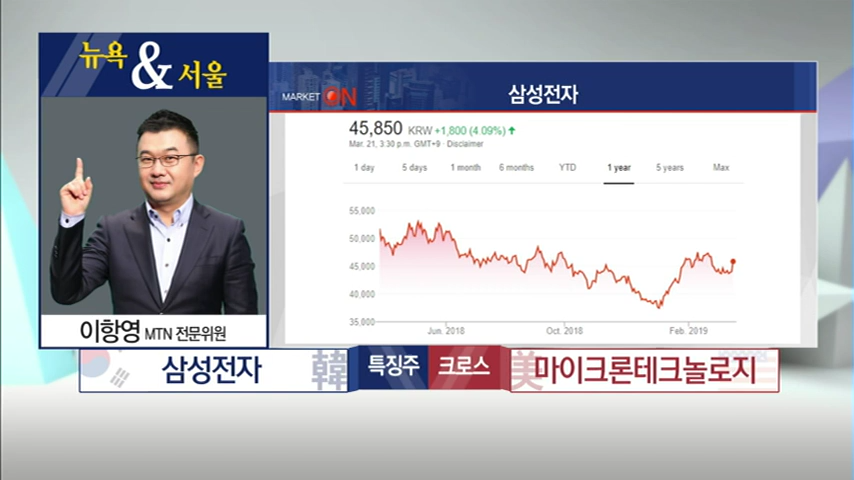 뉴욕
&
서울
MARKET ON
삼성전자
45,850 KRW +1,800 (4.09%)
Mar. 21, 3:30 p.m. GMT+9 · Disclaimer
1 day 5 days 1 month 6 months YTD 1 year 5 years Max
55,000
50,000
45,000
40,000
35,000
Jun. 2018 Oct. 2018 Feb. 2019
이항영 MTN 전문위원
삼성전자 韓 특징주 크로스 美 마이크론테크놀로지